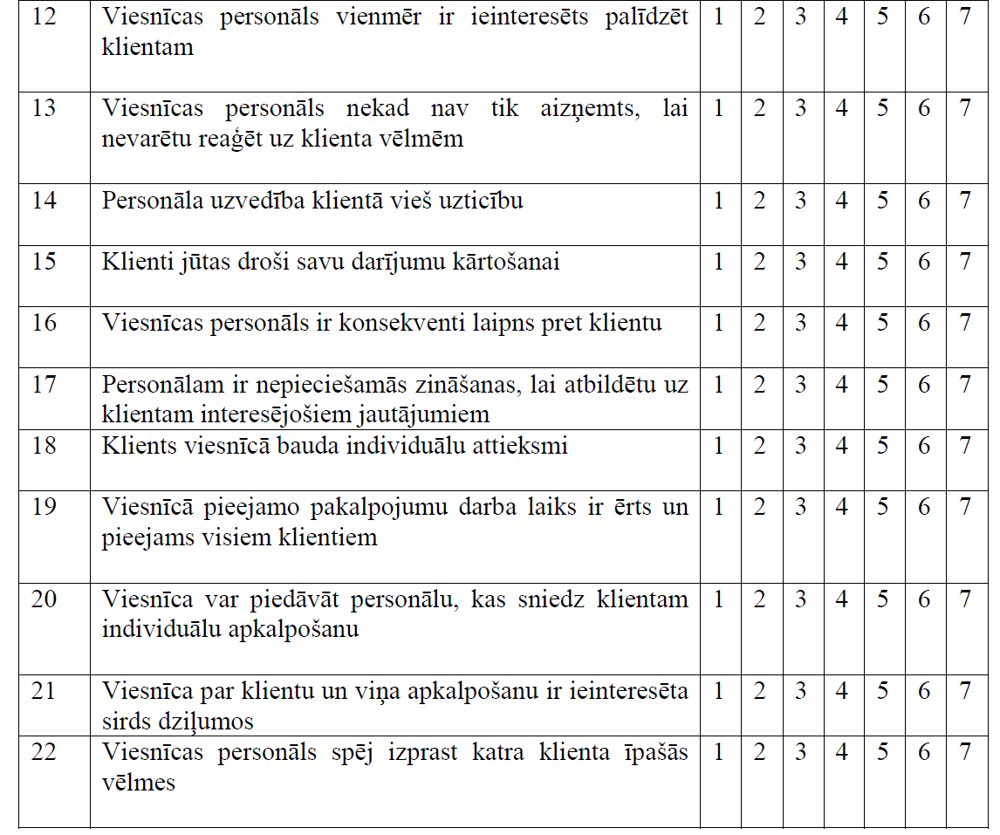 12 Viesnīcas personāls vienmēr ir ieinteresēts palīdzēt 1 2 3 4 5 6 7
klientam
13 Viesnīcas personāls nekad nav tik aizņemts, lai 1 2 3 4 5 6 7
nevarētu reaģēt uz klienta vēlmēm
14 Personāla uzvedība klientā vieš uzticību 1 2 3 4 5 6 7
15 Klienti jūtas droši savu darījumu kārtošanai 1 2 3 4 5 6 7
16 Viesnīcas personāls ir konsekventi laipns pret klientu 1 2 3 4 5 6 7
17 Personālam ir nepieciešamās zināšanas, lai atbildētu uz 1 2 3 4 5 6 7
klientam interesējošiem jautājumiem
18 Klients viesnīcā bauda individuālu attieksmi 1 2 3 4 5 6 7
19 Viesnīcā pieejamo pakalpojumu darba laiks ir ērts un 1 2 3 4 5 6 7
pieejams visiem klientiem
20 Viesnīca var piedāvāt personālu, kas sniedz klientam 1 2 3 4 5 6 7
individuālu apkalpošanu
21 Viesnīca par klientu un viņa apkalpošanu ir ieinteresēta 1 2 3 4 5 6 7
sirds dziļumos
22 Viesnīcas personāls spēj izprast katra klienta īpašās 1 2 3 4 5 6 7
vēlmes